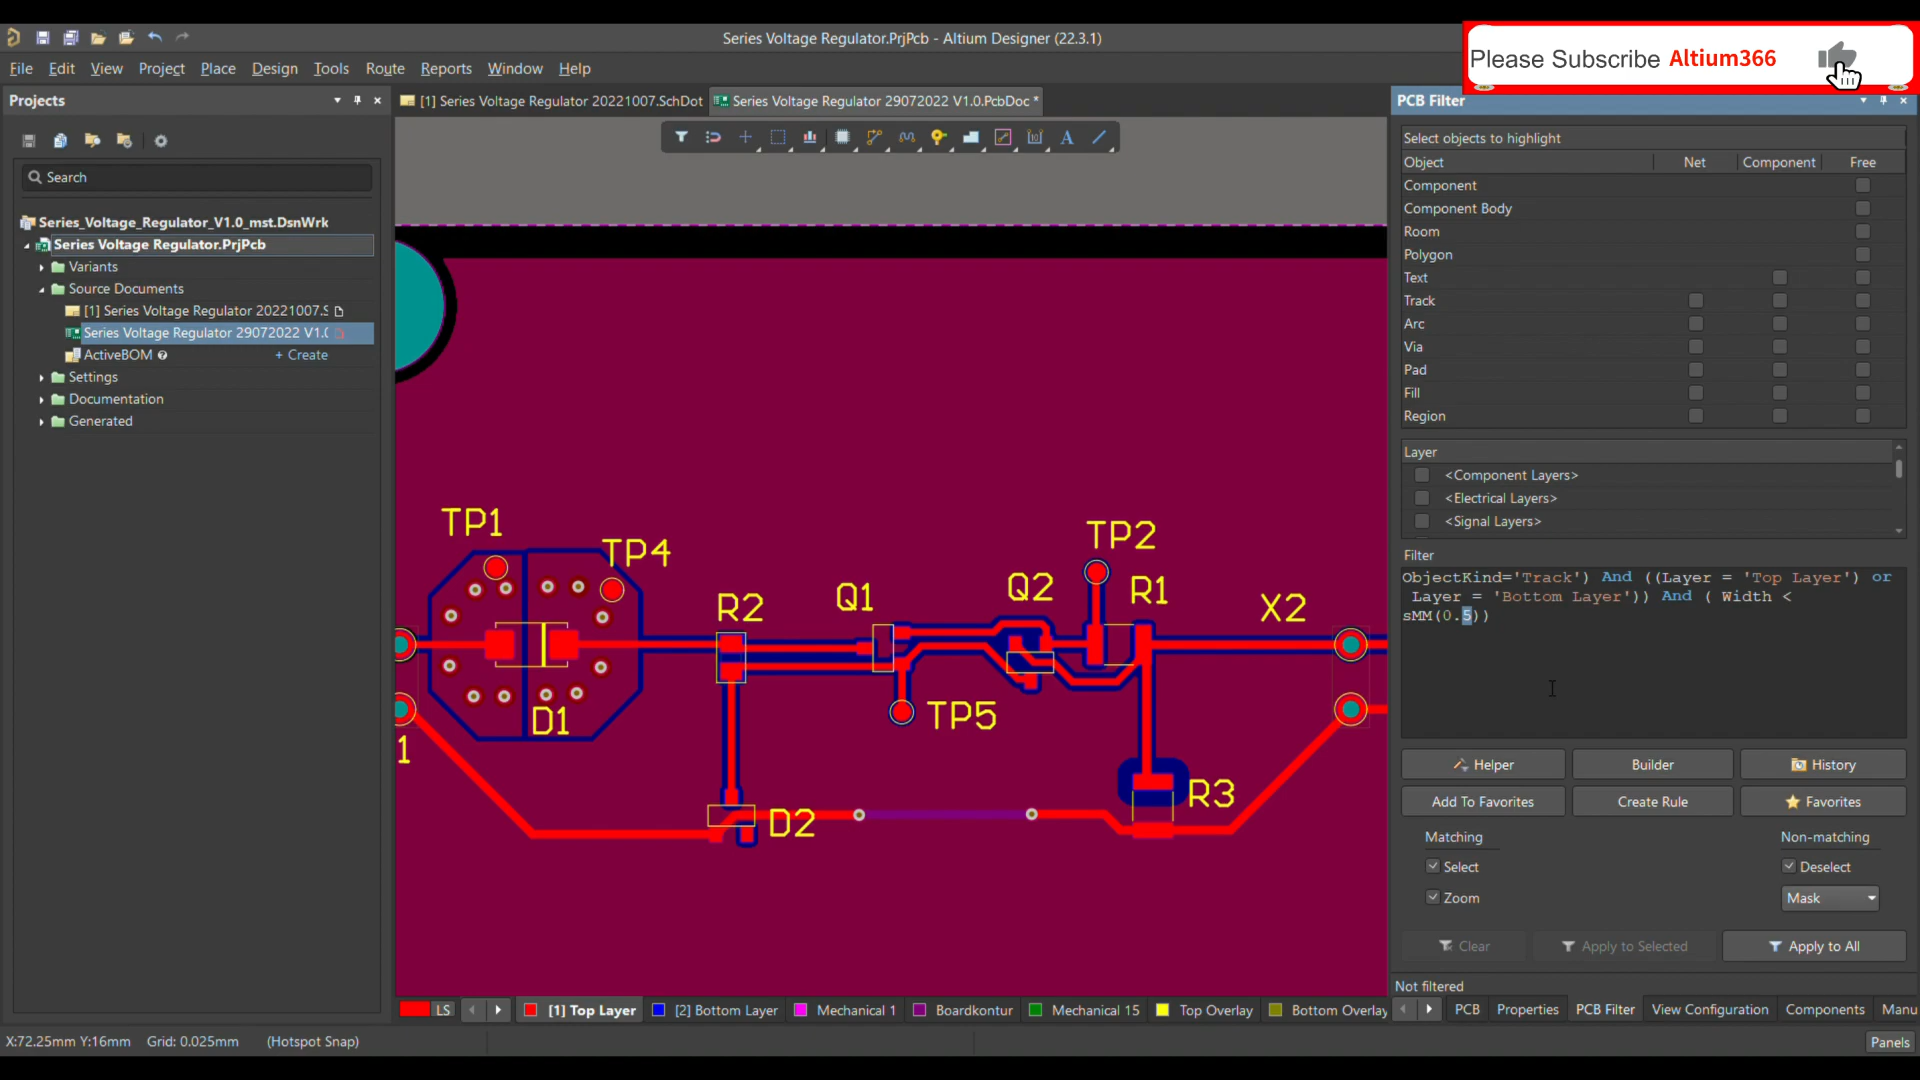 Series Voltage Regulator.PrjPcb - Altium Designer (22.3.1)
Please Subscribe Altium366
File Edit View Project Place Design Tools Route Reports Window Help
Projects
[1] Series Voltage Regulator 20221007.SchDot
Series Voltage Regulator 29072022 V1.0.PcbDoc *
PCB Filter
Search
Series_Voltage_Regulator_V1.0_mst.DsnWrk
Series Voltage Regulator.PrjPcb
Variants
Source Documents
[1] Series Voltage Regulator 20221007.S
Series Voltage Regulator 29072022 V1.0
ActiveBOM
+ Create
Settings
Documentation
Generated
TP1
TP4
R2
Q1
Q2
TP2
R1
X2
D1
TP5
1
D2
R3
Select objects to highlight
Object Net Component Free
Component
Component Body
Room
Polygon
Text
Track
Arc
Via
Pad
Fill
Region
Layer
<Component Layers>
<Electrical Layers>
<Signal Layers>
Filter
ObjectKind='Track') And ((Layer = 'Top Layer') or
Layer = 'Bottom Layer')) And ( Width <
sMM(0.5))
Helper Builder History
Add To Favorites Create Rule Favorites
Matching Non-matching
Select Deselect
Zoom Mask
Clear Apply to Selected Apply to All
Not filtered
LS [1] Top Layer [2] Bottom Layer Mechanical 1 Boardkontur Mechanical 15 Top Overlay Bottom Overlay
PCB Properties PCB Filter View Configuration Components Manu
X:72.25mm Y:16mm Grid: 0.025mm (Hotspot Snap)
Panels